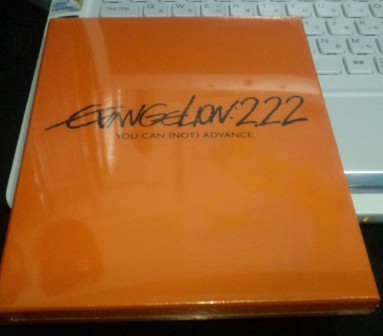 EVANGELION:2.22
YOU CAN (NOT) ADVANCE.